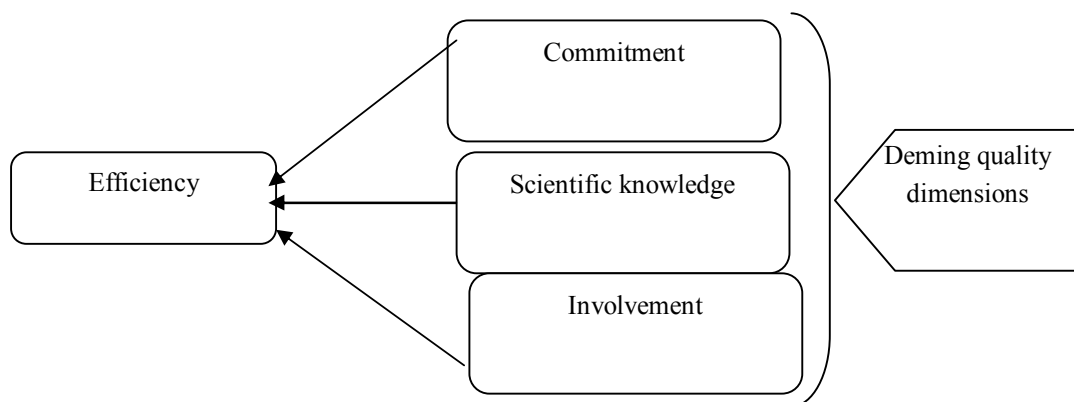 Commitment
Efficiency
Scientific knowledge
Involvement
Deming quality
dimensions